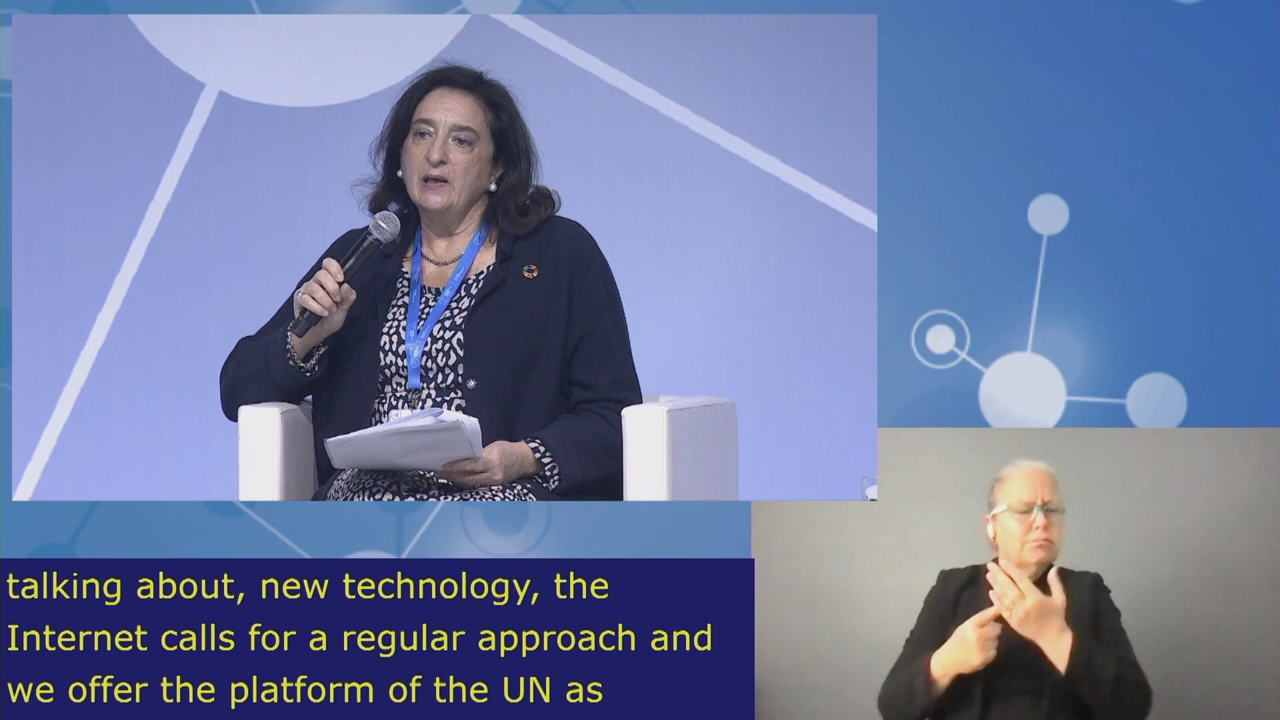 talking about, new technology, the
Internet calls for a regular approach and
we offer the platform of the UN as